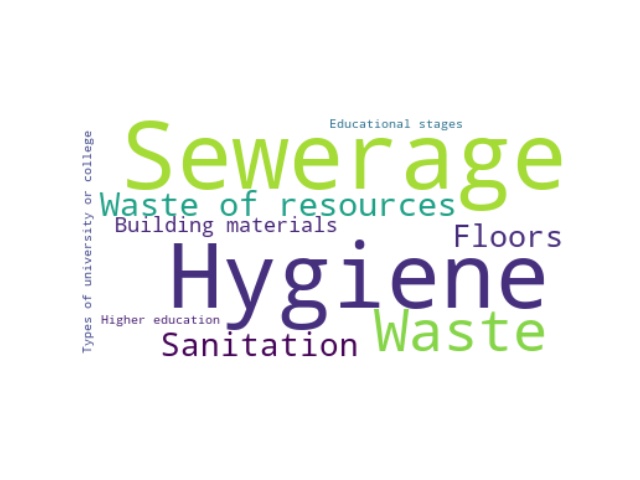 Educational stages
Sewerage
Types of university or college
Waste of resources
Building materials
Floors
Hygiene
Higher education
Waste
Sanitation